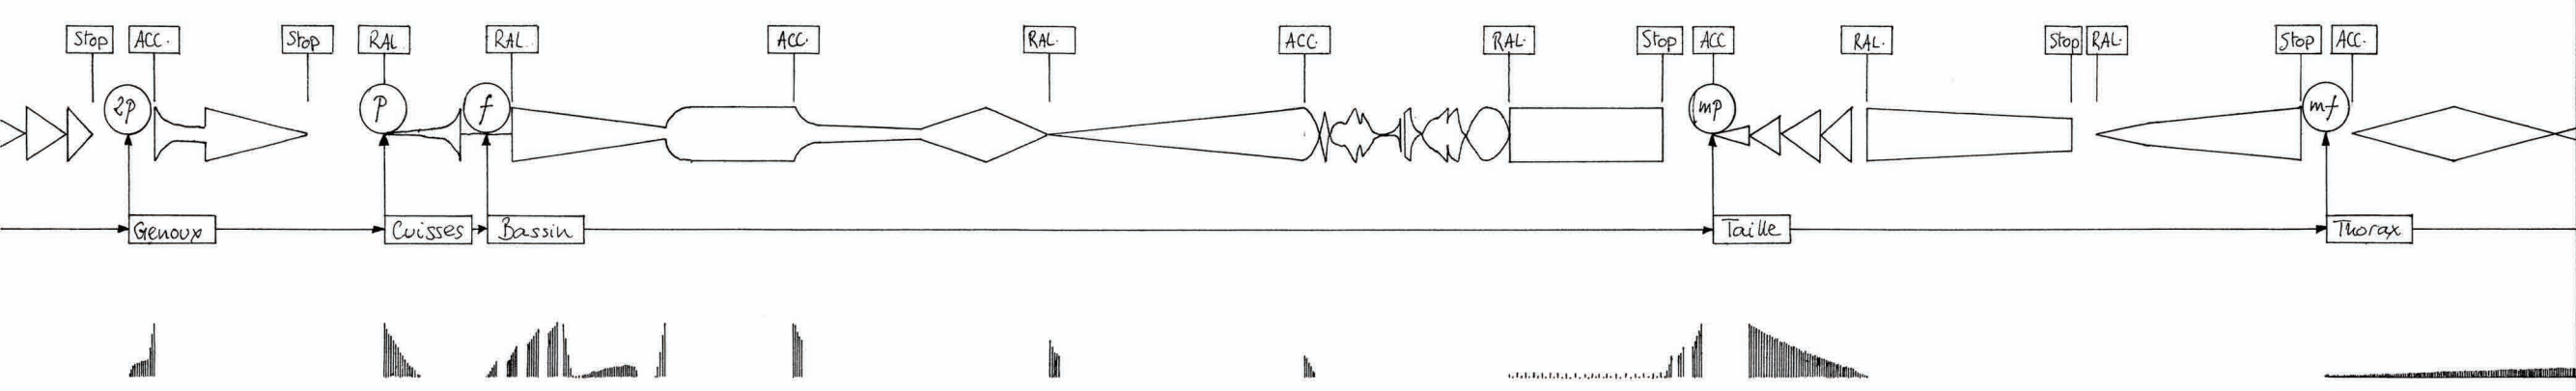 Stop ACC. Stop RAL. RAL. ACC. RAL. ACC. RAL. Stop ACC RAL. Stop RAL. Stop ACC.
2p p f mp mf
Genoux Cuisses Bassin Taille Thorax